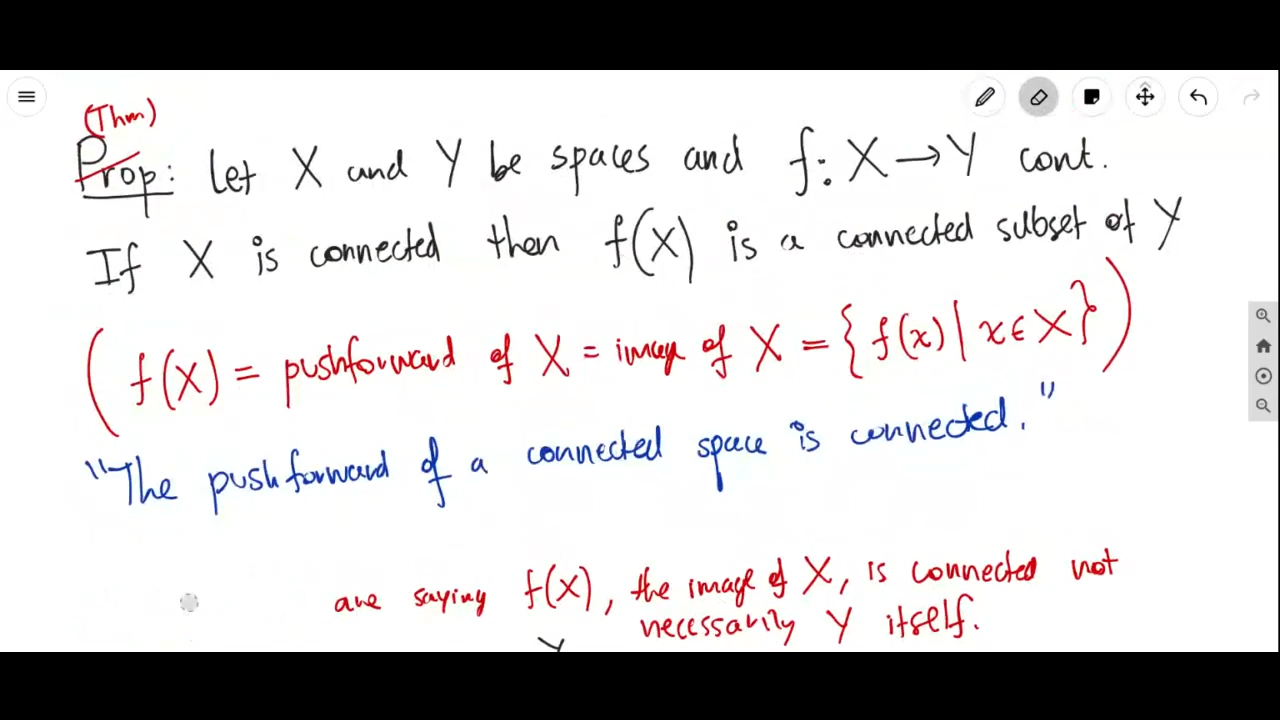 (Thm)
Prop: Let X and Y be spaces and f: X → Y cont.
If X is connected then f(X) is a connected subset of Y
( f(X) = pushforward of X = image of X = { f(x) | x ∈ X } )
"The pushforward of a connected space is connected."
are saying f(X), the image of X, is connected not
necessarily Y itself.
Y